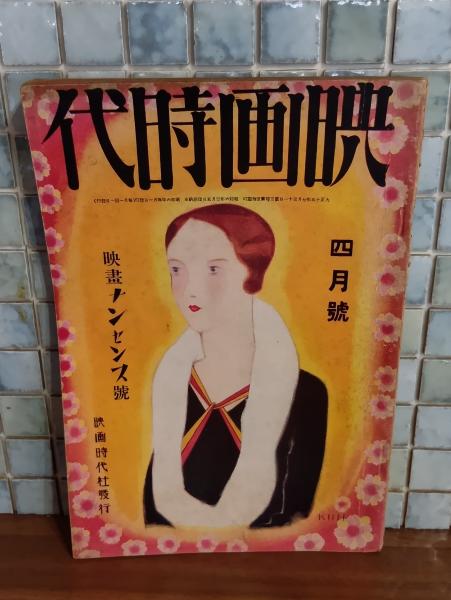 映画時代
四月號
映畫ナンセンス號
映画時代社發行